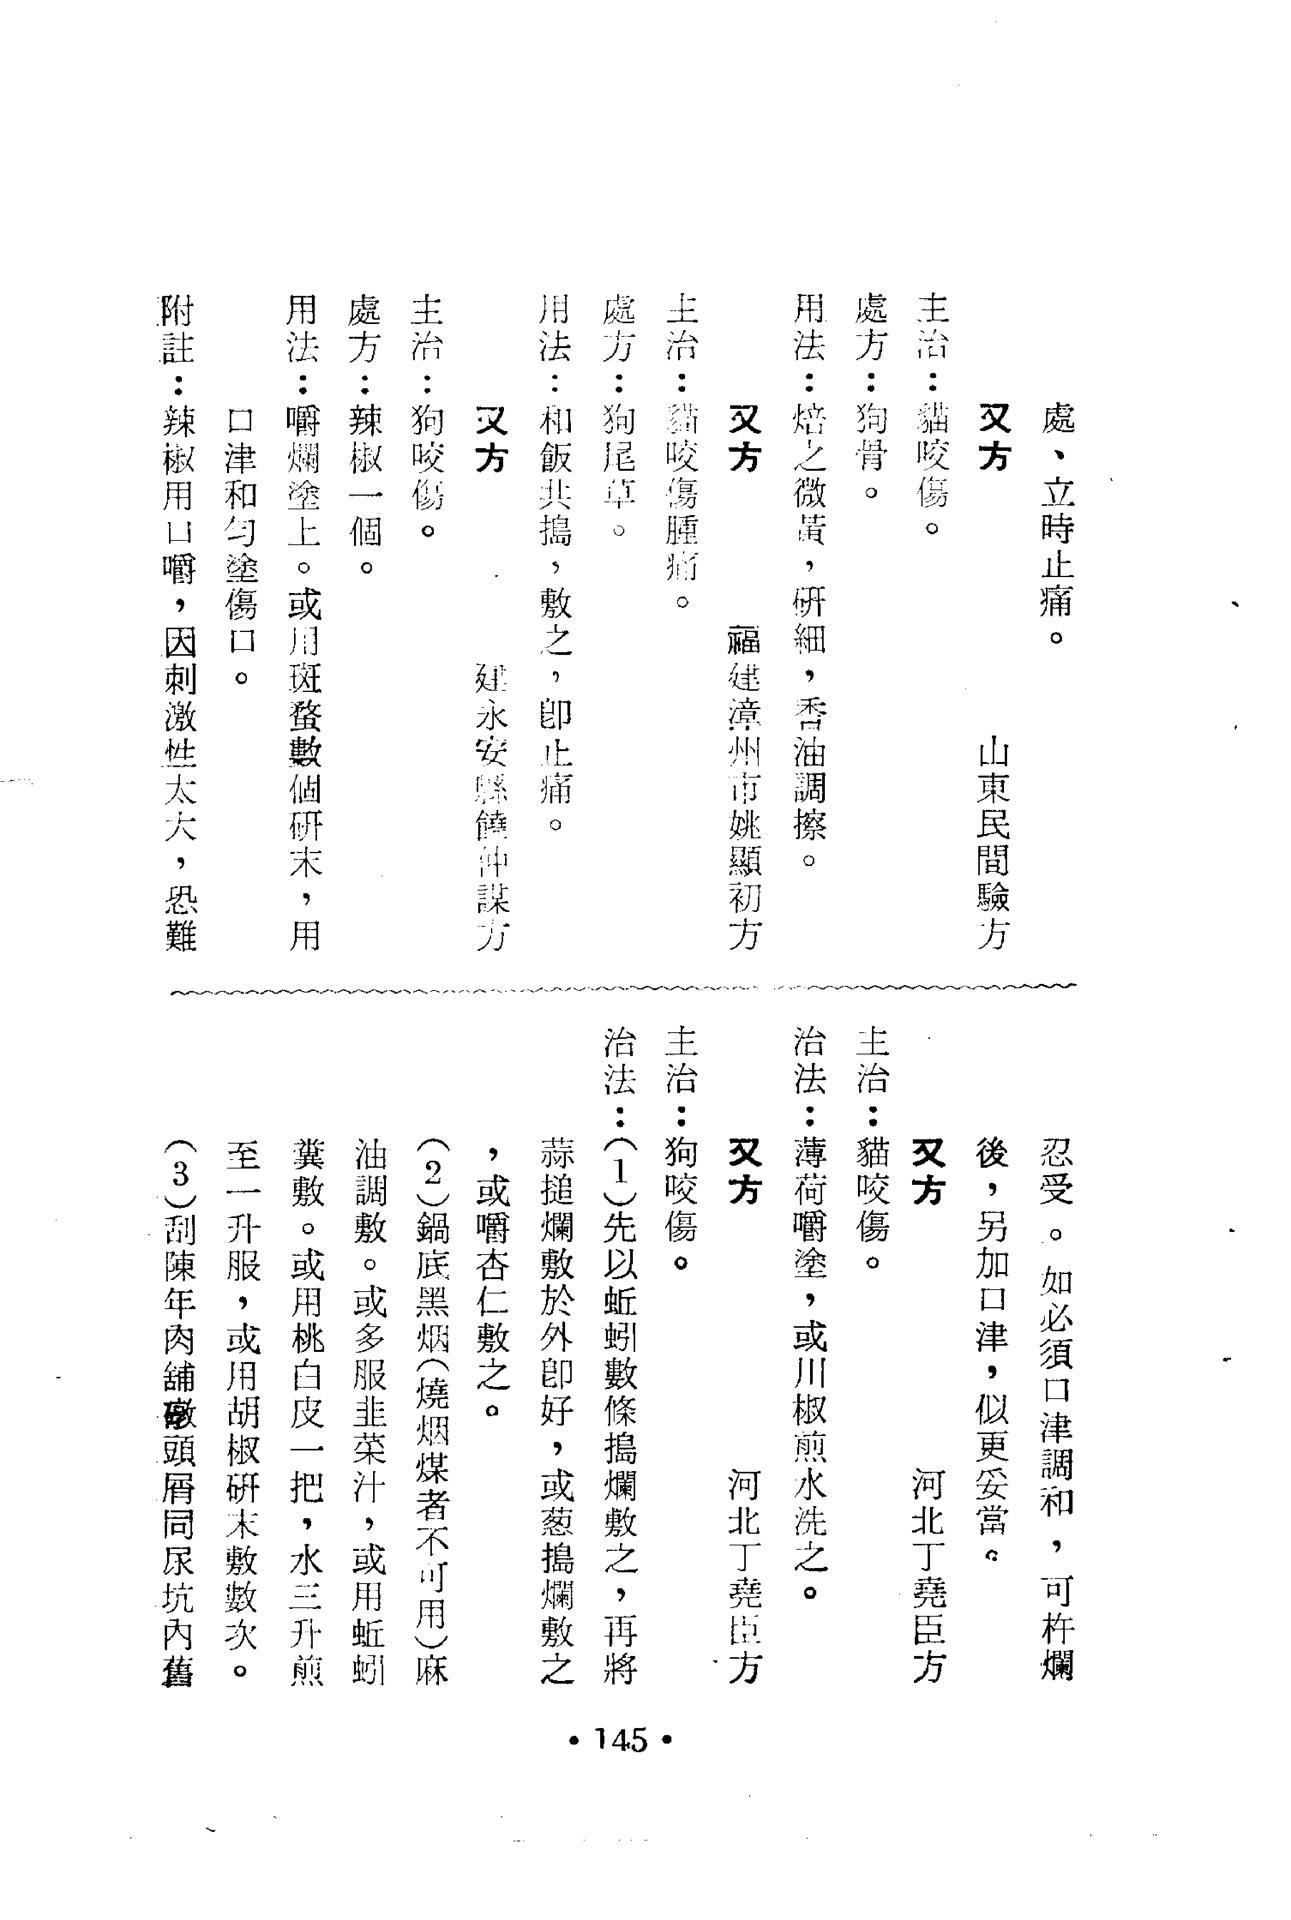 處、立時止痛。
又方　山東民間驗方
主治：貓咬傷。
處方：狗骨。
用法：焙之微黃，研細，香油調擦。
又方　福建漳州市姚顯初方
主治：貓咬傷腫痛。
處方：狗尾草。
用法：和飯共搗，敷之，卽止痛。
又方　建永安縣饒仲謀方
主治：狗咬傷。
處方：辣椒一個。
用法：嚼爛塗上。或用斑蝥數個研末，用
口津和勻塗傷口。
附註：辣椒用口嚼，因刺激性太大，恐難
忍受。如必須口津調和，可杵爛
後，另加口津，似更妥當。
又方　河北丁堯臣方
主治：貓咬傷。
治法：薄荷嚼塗，或川椒煎水洗之。
又方　河北丁堯臣方
主治：狗咬傷。
治法：(1)先以蚯蚓數條搗爛敷之，再將
蒜搥爛敷於外卽好，或葱搗爛敷之
，或嚼杏仁敷之。
(2)鍋底黑烟(燒烟煤者不可用)麻
油調敷。或多服韭菜汁，或用蚯蚓
糞敷。或用桃白皮一把，水三升煎
至一升服，或用胡椒研末敷數次。
(3)刮陳年肉舖礅頭屑同尿坑內舊
•145•